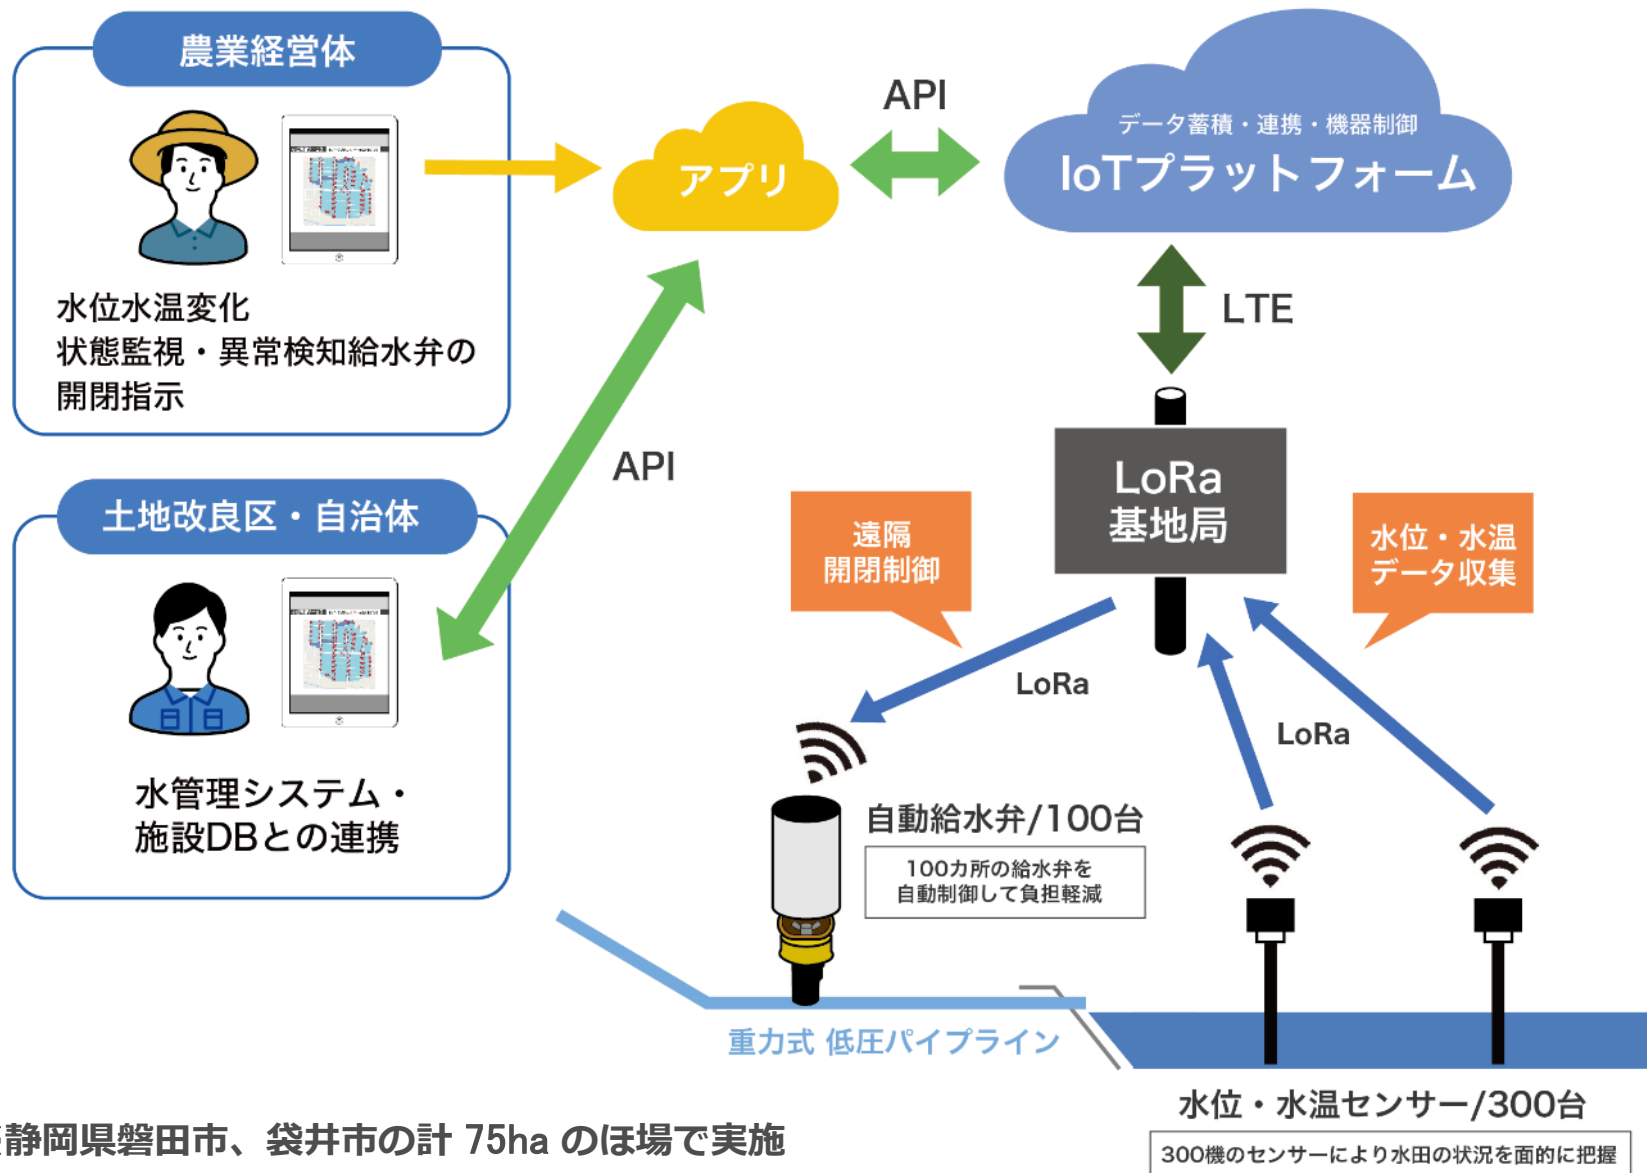 農業経営体
水位水温変化
状態監視・異常検知給水弁の
開閉指示
アプリ
API
データ蓄積・連携・機器制御
IoTプラットフォーム
LTE
API
土地改良区・自治体
水管理システム・
施設DBとの連携
LoRa
基地局
遠隔
開閉制御
水位・水温
データ収集
LoRa
LoRa
自動給水弁/100台
100カ所の給水弁を
自動制御して負担軽減
重力式 低圧パイプライン
水位・水温センサー/300台
300機のセンサーにより水田の状況を面的に把握
静岡県磐田市、袋井市の計 75ha のほ場で実施